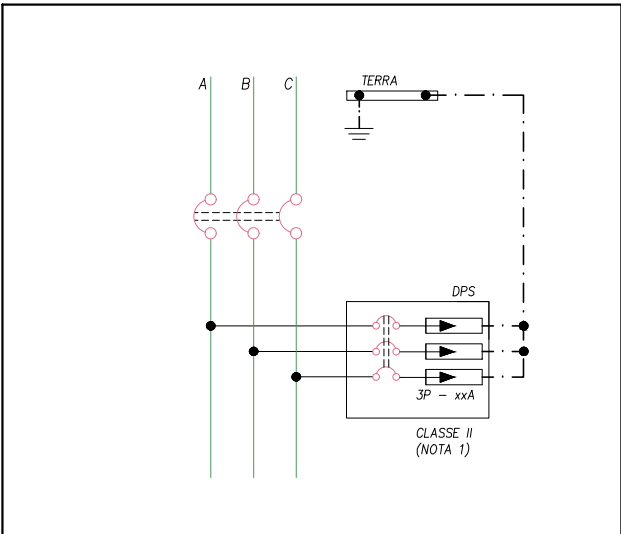 A B C
TERRA
DPS
3P - xxA
CLASSE II
(NOTA 1)